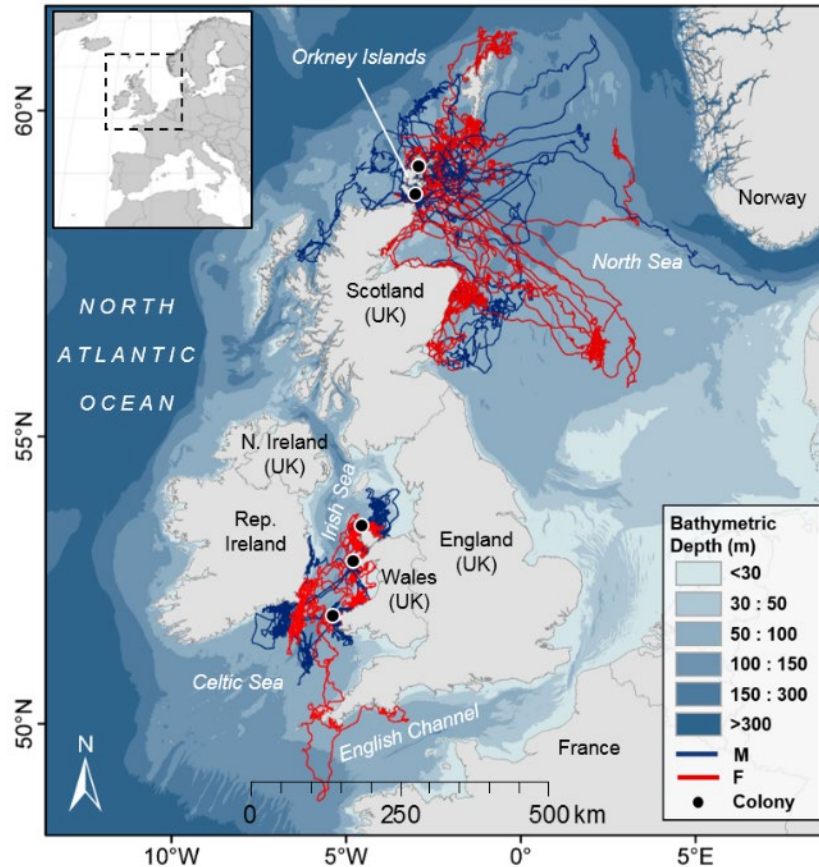 Orkney Islands
60°N
Norway
North Sea
Scotland
(UK)
NORTH
ATLANTIC
OCEAN
55°N
N. Ireland
(UK)
Irish Sea
Rep.
Ireland
England
(UK)
Wales
(UK)
Celtic Sea
50°N
English Channel
France
N
0 250 500 km
Bathymetric
Depth (m)
<30
30 : 50
50 : 100
100 : 150
150 : 300
>300
M
F
Colony
10°W 5°W 0° 5°E